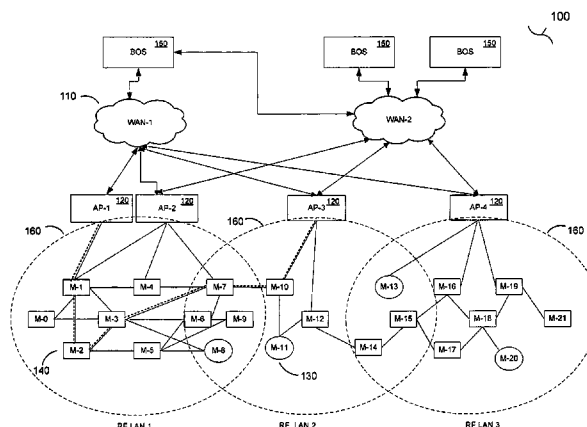 100
150
BOS
150
BOS
150
BOS
110
WAN-1
WAN-2
120
AP-1
120
AP-2
120
AP-3
120
AP-4
160
160
160
M-1
M-4
M-7
M-10
M-13
M-16
M-19
M-0
M-3
M-6
M-9
M-12
M-15
M-18
M-21
M-2
M-5
M-8
M-11
M-14
M-17
M-20
140
130
RF LAN 1
RF LAN 2
RF LAN 3